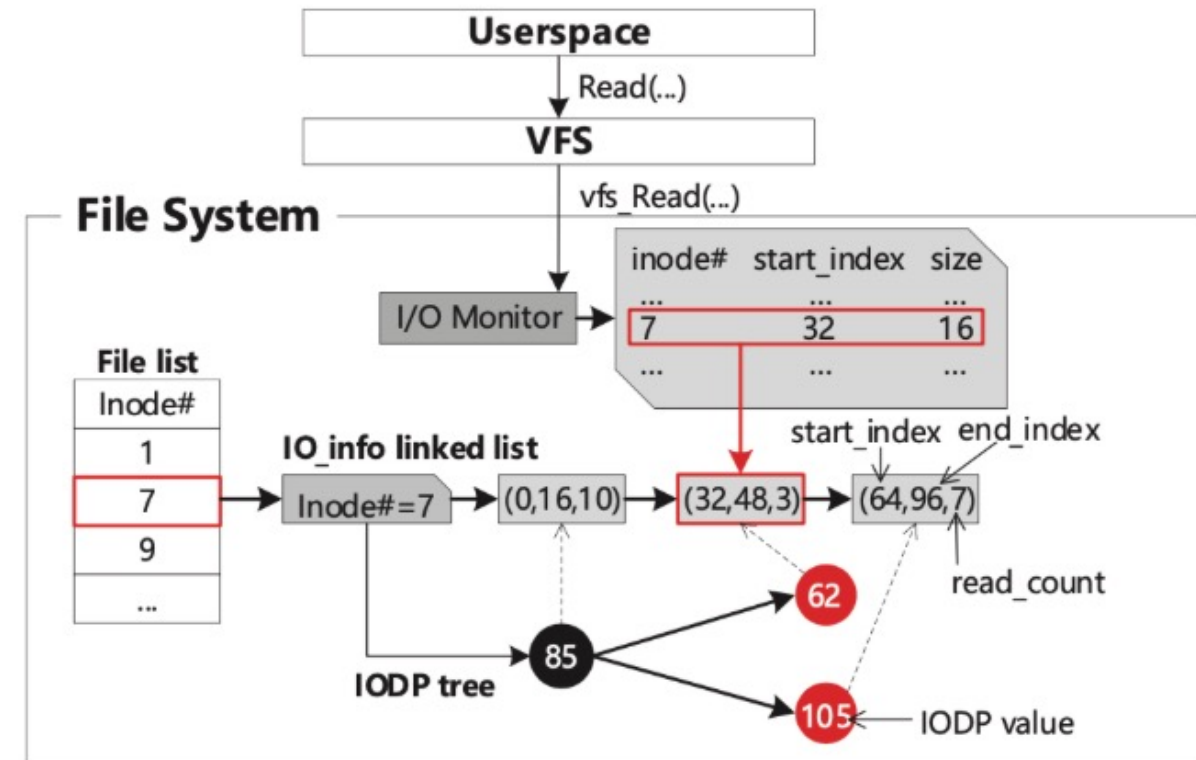 Userspace
Read(...)
VFS
vfs_Read(...)
File System
inode# start_index size
... ... ...
7 32 16
... ... ...
I/O Monitor
File list
Inode#
1
7
9
...
IO_info linked list
start_index end_index
Inode#=7 (0,16,10) (32,48,3) (64,96,7)
read_count
62
85
IODP tree
105
IODP value